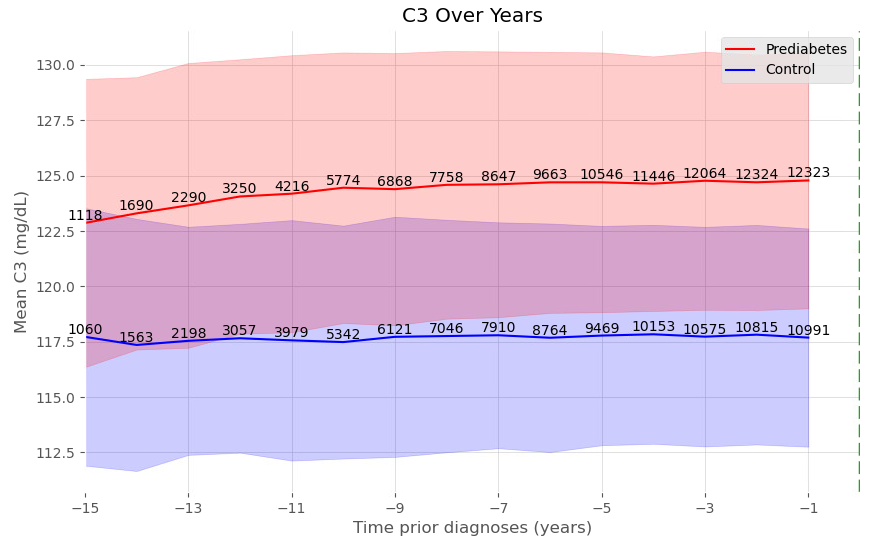 C3 Over Years
Prediabetes
Control
Mean C3 (mg/dL)
130.0
127.5
125.0
122.5
120.0
117.5
115.0
112.5
1118 1690 2290 3250 4216 5774 6868 7758 8647 9663 10546 11446 12064 12324 12323
1060 1563 2198 3057 3979 5342 6121 7046 7910 8764 9469 10153 10575 10815 10991
−15 −13 −11 −9 −7 −5 −3 −1
Time prior diagnoses (years)